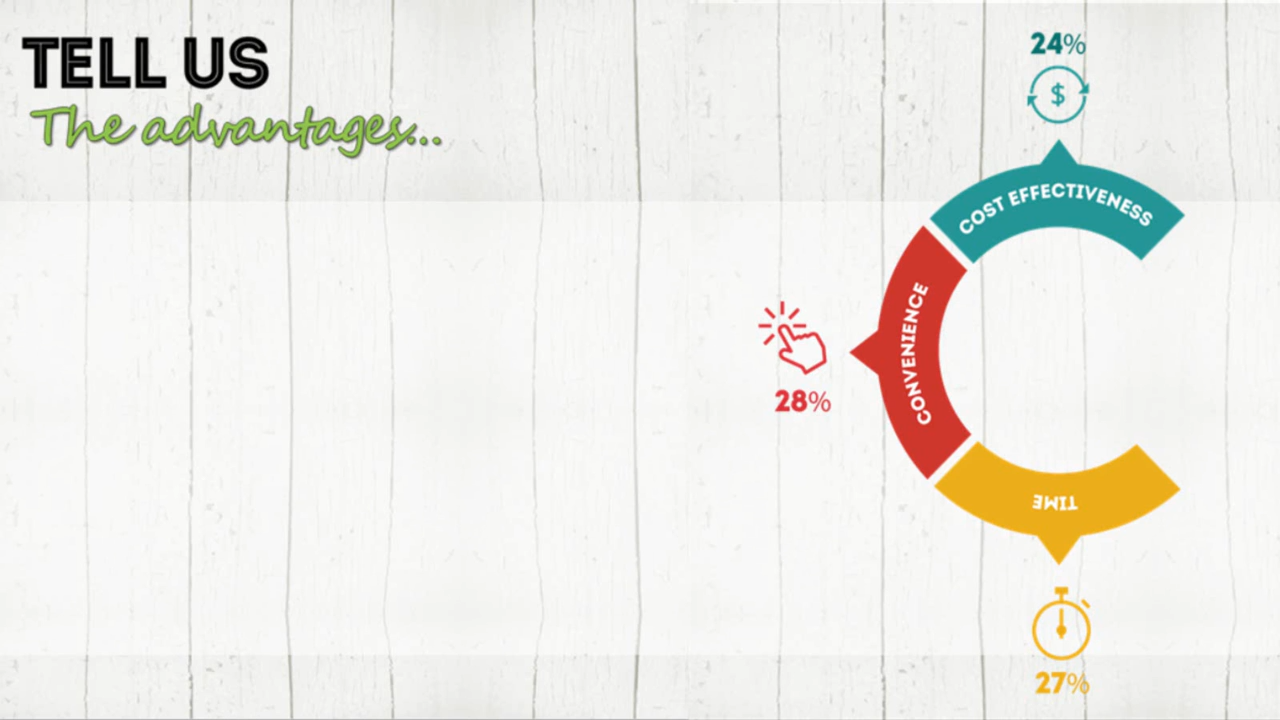 TELL US
The advantages...
24%
$
COST EFFECTIVENESS
CONVENIENCE
28%
TIME
27%